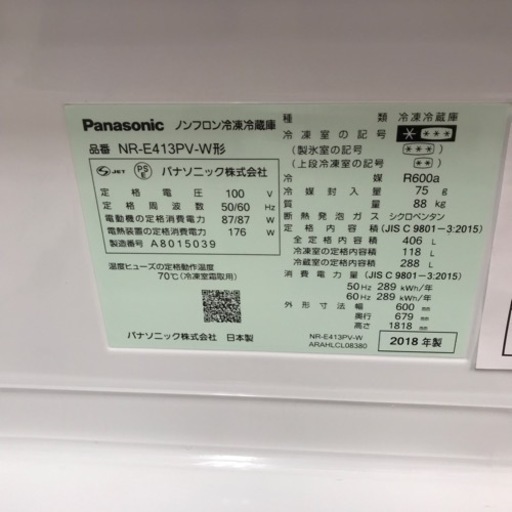 Panasonic ノンフロン冷凍冷蔵庫
品番 NR-E413PV-W形
JET PSE パナソニック株式会社
定格電圧 100 V
定格周波数 50/60 Hz
電動機の定格消費電力 87/87 W
電熱装置の定格消費電力 176 W
製造番号 A8015039
温度ヒューズの定格動作温度
70℃(冷凍室霜取用)
パナソニック株式会社 日本製
種類 冷凍冷蔵庫
冷凍室の記号 ****
(製氷室の記号) ***
(上段冷凍室の記号) **
冷媒 R600a
冷媒封入量 75 g
質量 88 kg
断熱発泡ガス シクロペンタン
定格内容積 (JIS C 9801-3:2015)
全定格内容積 406 L
冷凍室の定格内容積 118 L
冷蔵室の定格内容積 288 L
消費電力量 (JIS C 9801-3:2015)
50Hz 289 kWh/年
60Hz 289 kWh/年
外形寸法 幅 600 mm
奥行 679 mm
高さ 1818 mm
NR-E413PV-W
ARAHLCL08380
2018 年製